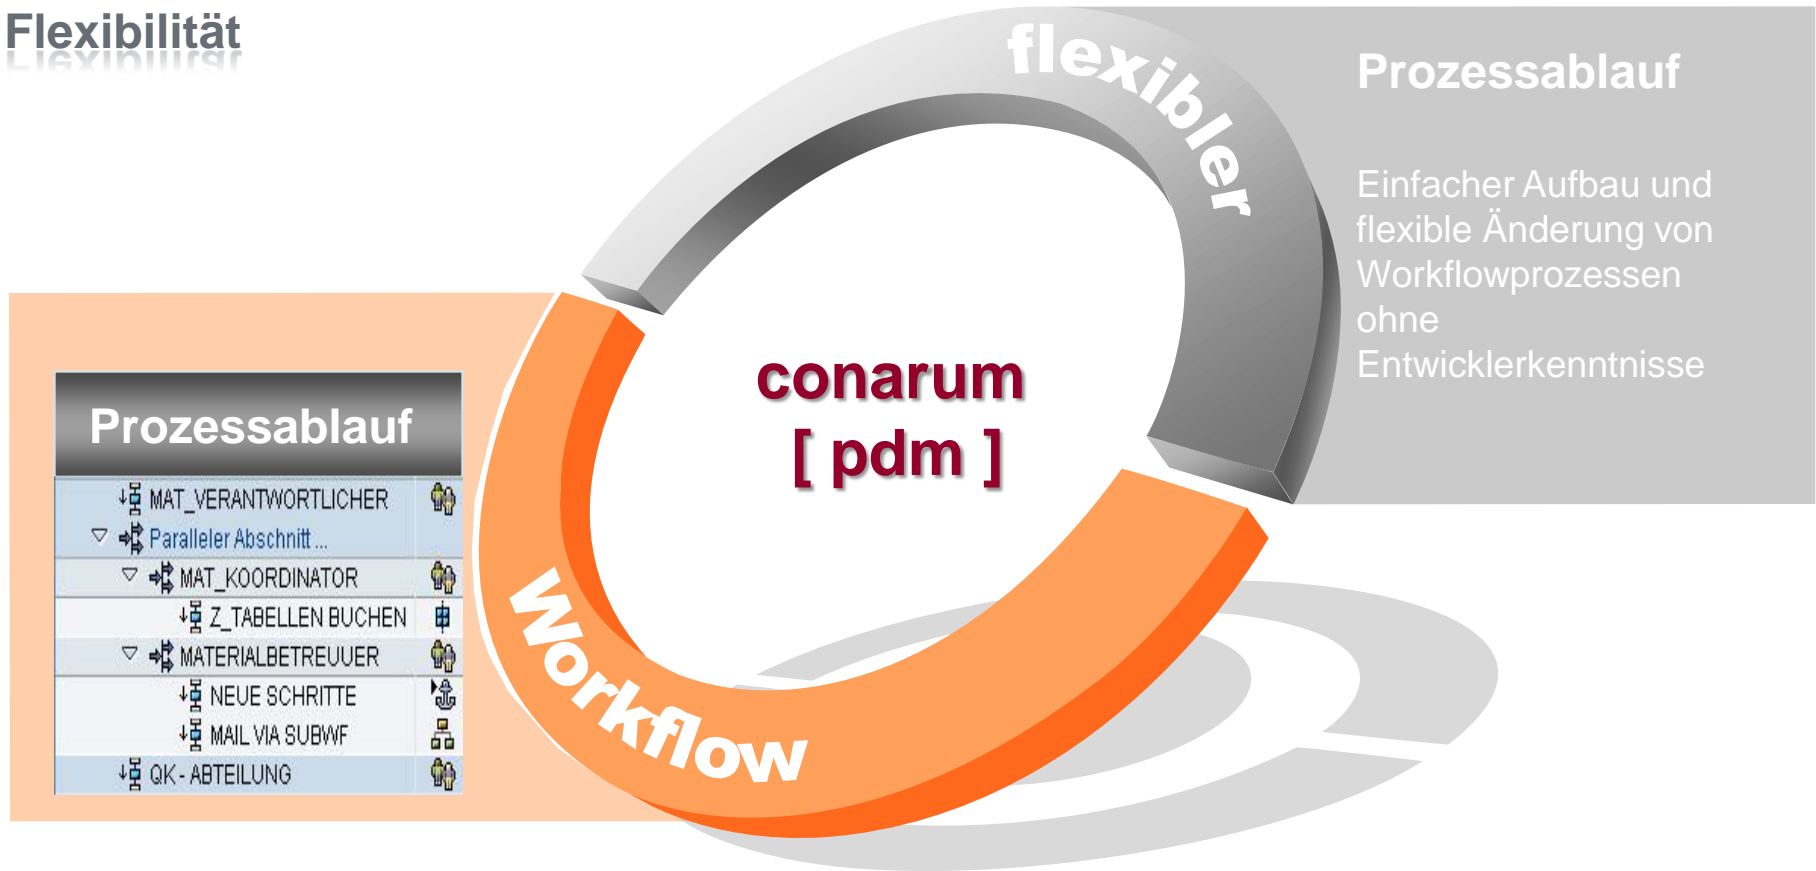 Flexibilität
flexibler
Prozessablauf
Einfacher Aufbau und
flexible Änderung von
Workflowprozessen
ohne
Entwicklerkenntnisse
conarum
[ pdm ]
Prozessablauf
MAT_VERANTWORTLICHER
Paralleler Abschnitt ...
MAT_KOORDINATOR
Z_TABELLEN BUCHEN
MATERIALBETREUUER
NEUE SCHRITTE
MAIL VIA SUBWF
QK - ABTEILUNG
Workflow